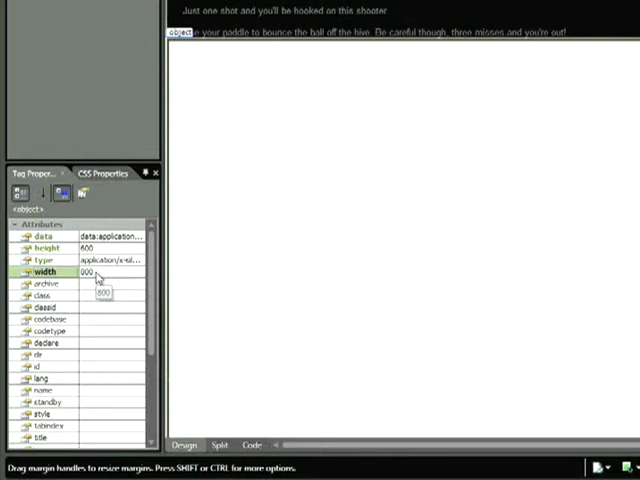 Just one shot and you'll be hooked on this shooter
object
e your paddle to bounce the ball off the hive. Be careful though, three misses and you're out!
Tag Proper... × CSS Properties
<object>
Attributes
data data:application...
height 600
type application/x-sil...
width 800
800
archive
class
classid
codebase
codetype
declare
dir
id
lang
name
standby
style
tabindex
title
Design Split Code
Drag margin handles to resize margins. Press SHIFT or CTRL for more options.